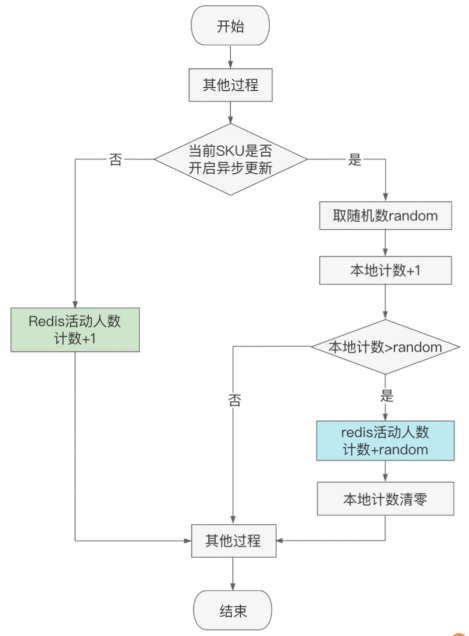 开始
其他过程
当前SKU是否
开启异步更新
否
是
取随机数random
本地计数+1
Redis活动人数
计数+1
本地计数>random
否
是
redis活动人数
计数+random
本地计数清零
其他过程
结束